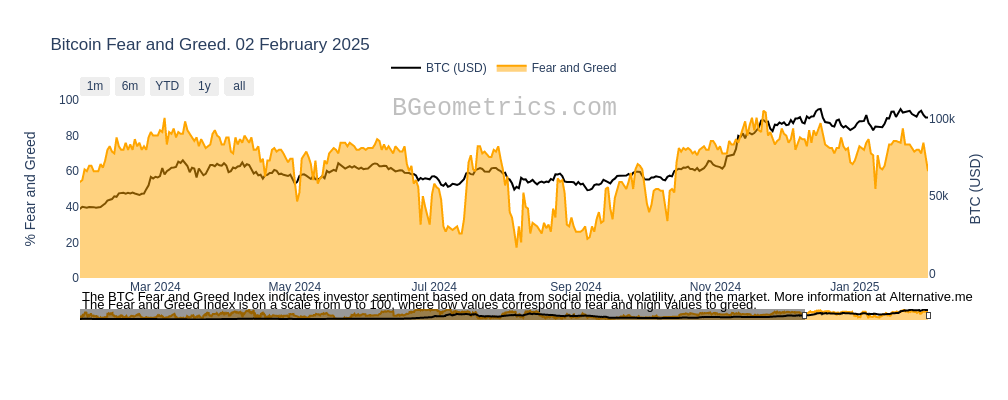 Bitcoin Fear and Greed. 02 February 2025
BTC (USD) Fear and Greed
1m 6m YTD 1y all
BGeometrics.com
% Fear and Greed
100
80
60
40
20
0
BTC (USD)
100k
50k
0
Mar 2024 May 2024 Jul 2024 Sep 2024 Nov 2024 Jan 2025
The BTC Fear and Greed Index indicates investor sentiment based on data from social media, volatility, and the market. More information at Alternative.me
The Fear and Greed Index is on a scale from 0 to 100, where low values correspond to fear and high values to greed.